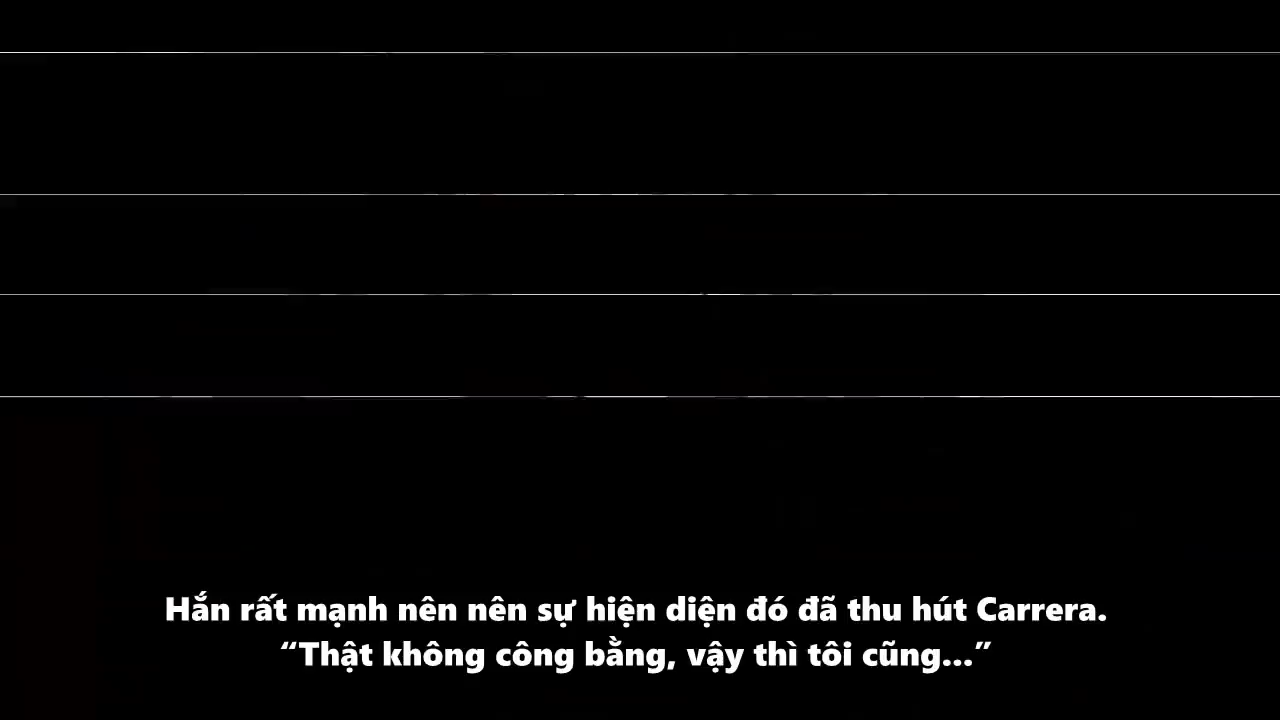 Hắn rất mạnh nên nên sự hiện diện đó đã thu hút Carrera.
“Thật không công bằng, vậy thì tôi cũng...”